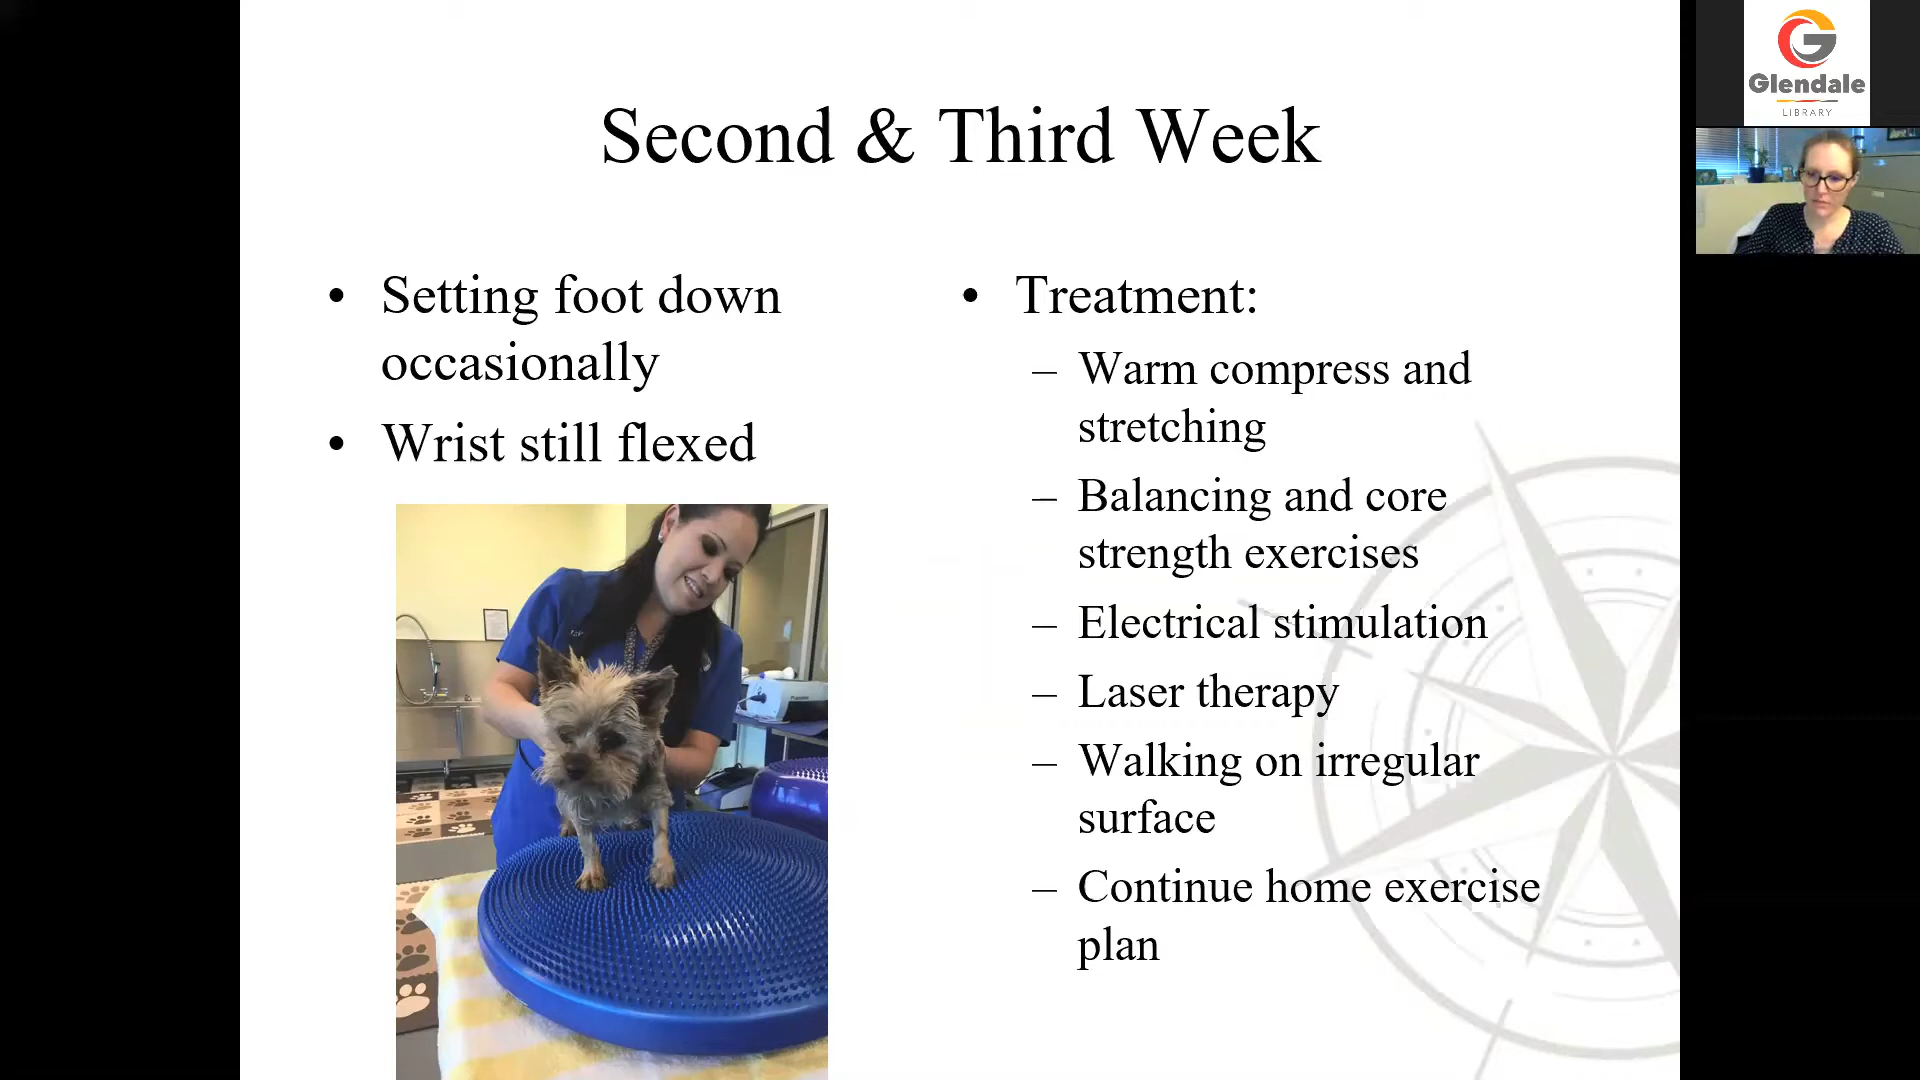 Second & Third Week
• Setting foot down
occasionally
• Wrist still flexed
• Treatment:
– Warm compress and
stretching
– Balancing and core
strength exercises
– Electrical stimulation
– Laser therapy
– Walking on irregular
surface
– Continue home exercise
plan
Glendale
LIBRARY